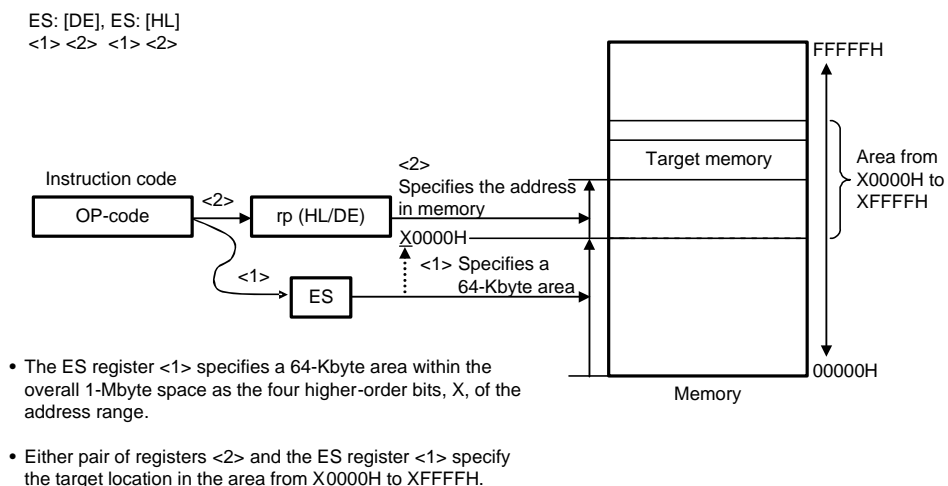 ES: [DE], ES: [HL]
<1> <2> <1> <2>
FFFFFH
Instruction code
OP-code
<2>
rp (HL/DE)
<2>
Specifies the address
in memory
Target memory
Area from
X0000H to
XFFFFH
X0000H
<1>
ES
<1> Specifies a
64-Kbyte area
00000H
Memory
• The ES register <1> specifies a 64-Kbyte area within the
overall 1-Mbyte space as the four higher-order bits, X, of the
address range.
• Either pair of registers <2> and the ES register <1> specify
the target location in the area from X0000H to XFFFFH.